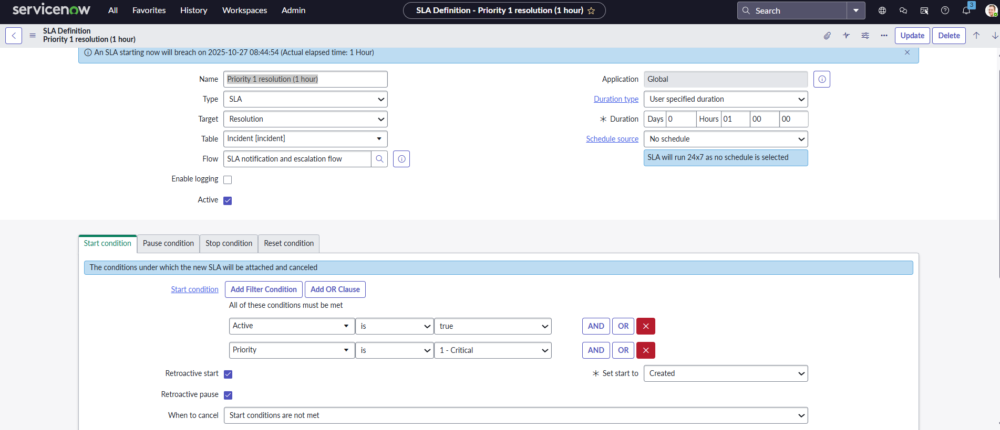 servicenow All Favorites History Workspaces Admin SLA Definition - Priority 1 resolution (1 hour) Search 3
SLA Definition
Priority 1 resolution (1 hour) Update Delete
An SLA starting now will breach on 2025-10-27 08:44:54 (Actual elapsed time: 1 Hour)
Name Priority 1 resolution (1 hour) Application Global
Type SLA Duration type User specified duration
Target Resolution Duration Days 0 Hours 01 00 00
Table Incident [incident] Schedule source No schedule
Flow SLA notification and escalation flow SLA will run 24x7 as no schedule is selected
Enable logging
Active
Start condition Pause condition Stop condition Reset condition
The conditions under which the new SLA will be attached and canceled
Start condition Add Filter Condition Add OR Clause
All of these conditions must be met
Active is true AND OR
Priority is 1 - Critical AND OR
Retroactive start Set start to Created
Retroactive pause
When to cancel Start conditions are not met